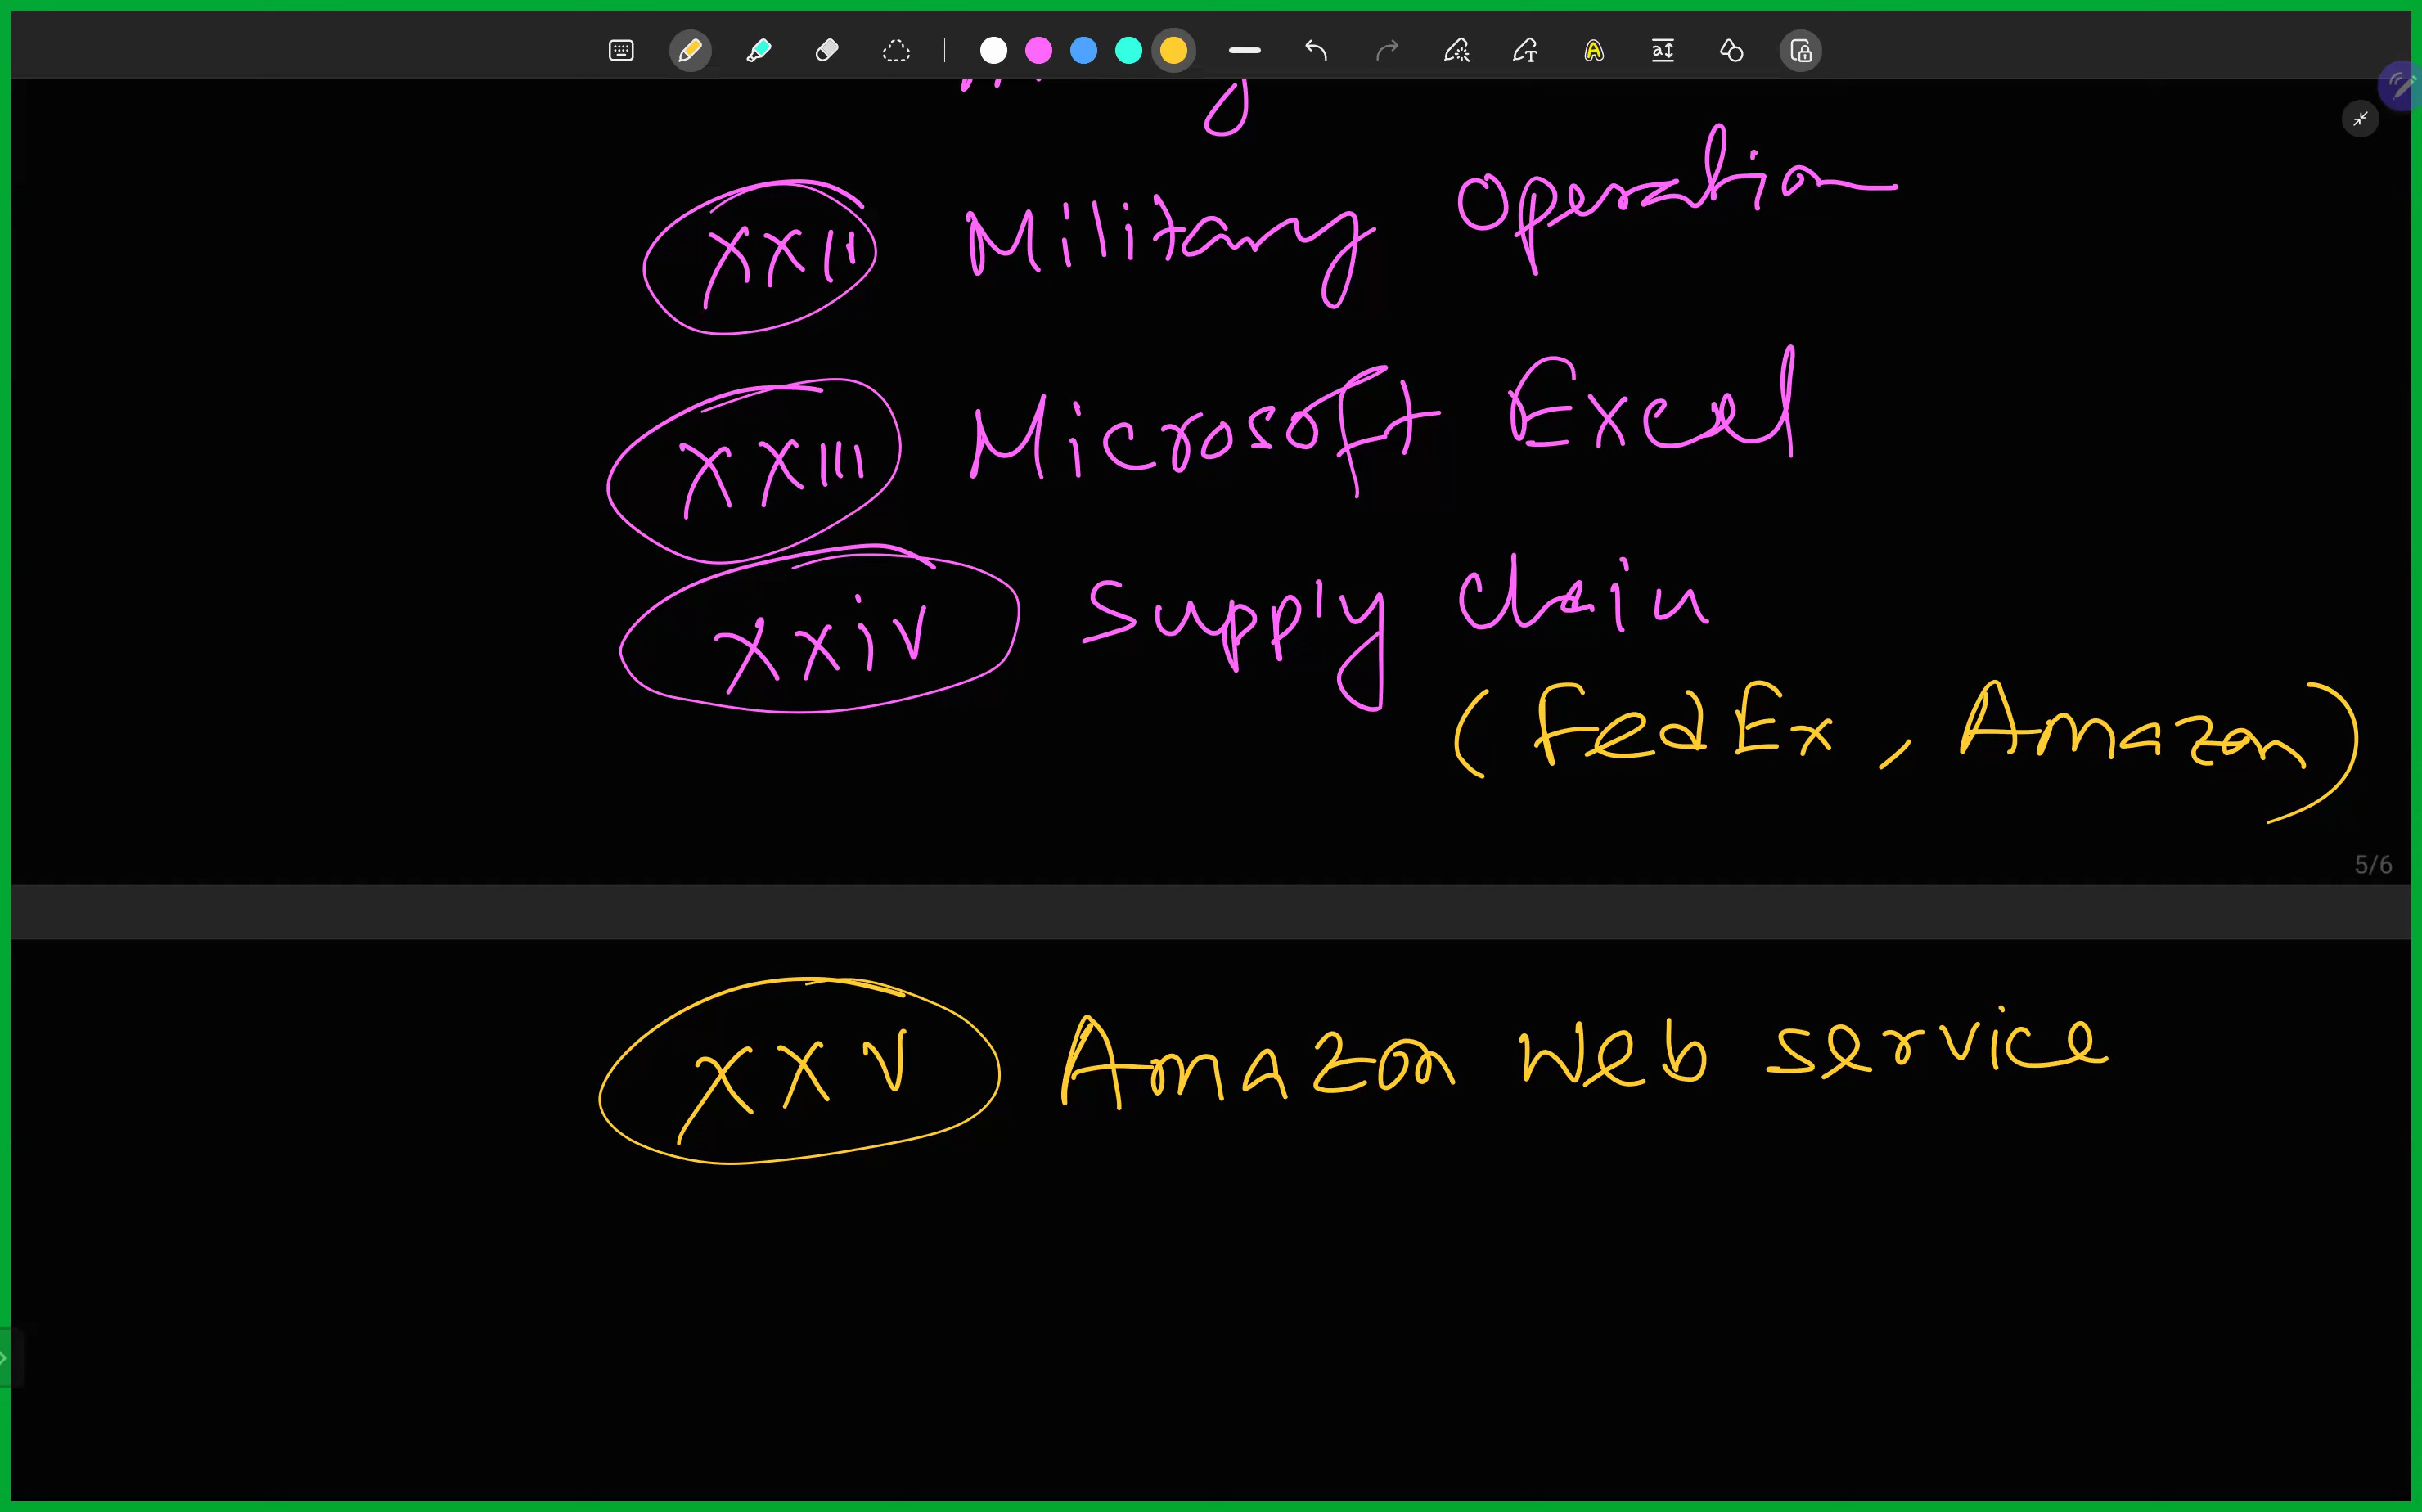 XXII Military Operation
XXIII Microsoft Excel
XXiV Supply chain
(FedEx, Amazon)
5/6
XXV Amazon Web service